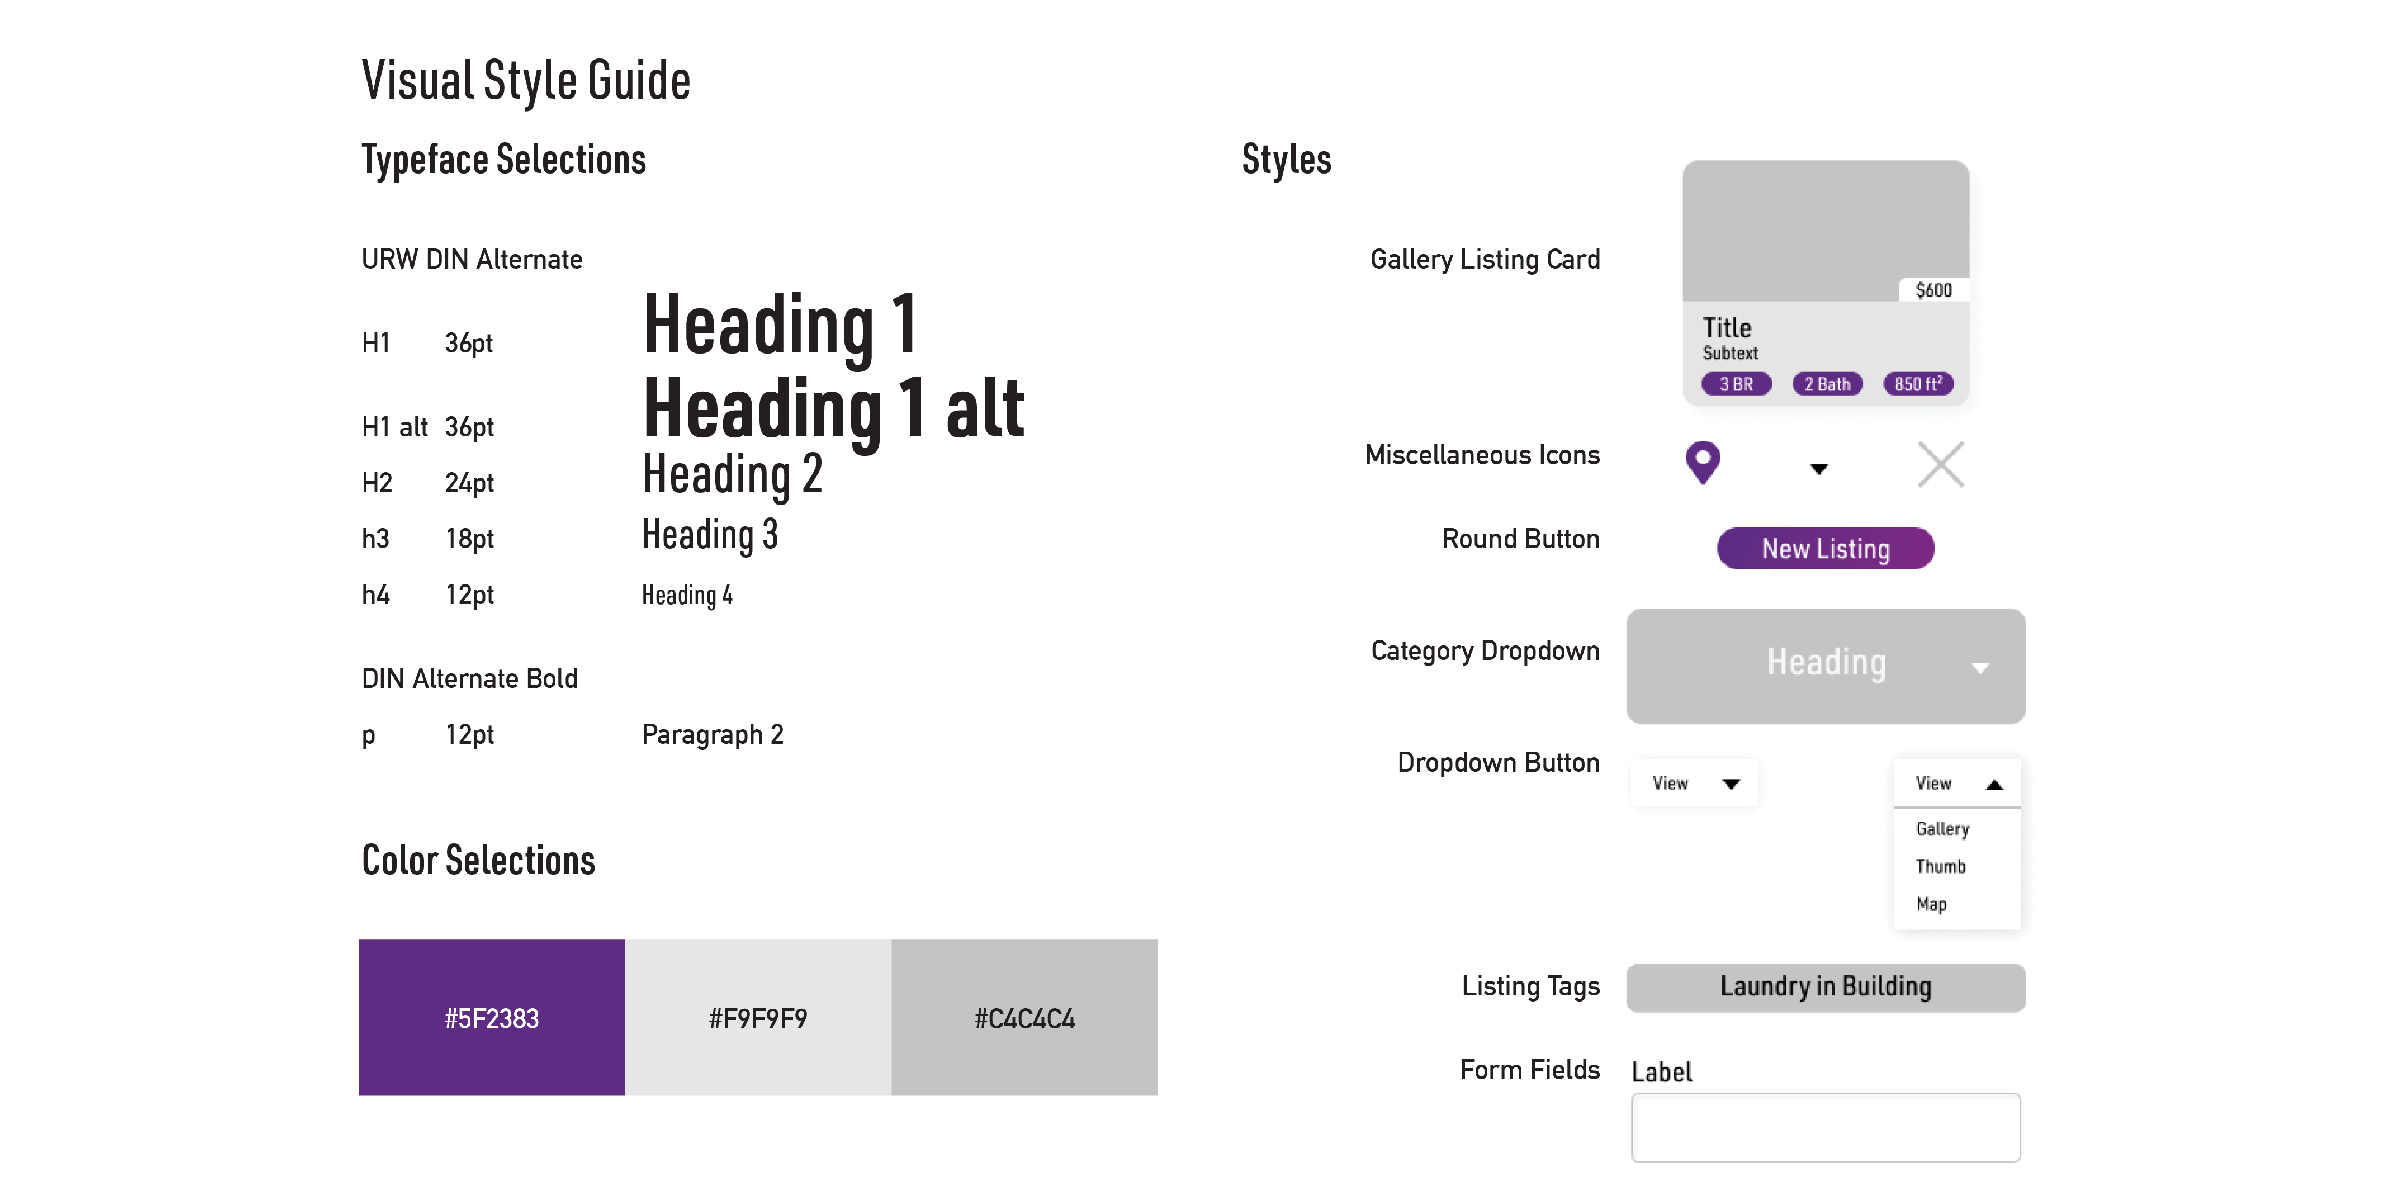 Visual Style Guide
Typeface Selections
URW DIN Alternate
H1 36pt Heading 1
H1 alt 36pt Heading 1 alt
H2 24pt Heading 2
h3 18pt Heading 3
h4 12pt Heading 4
DIN Alternate Bold
p 12pt Paragraph 2
Color Selections
#5F2383 #F9F9F9 #C4C4C4
Styles
Gallery Listing Card
$600
Title
Subtext
3 BR 2 Bath 850 ft²
Miscellaneous Icons
Round Button New Listing
Category Dropdown Heading
Dropdown Button View View
Gallery
Thumb
Map
Listing Tags Laundry in Building
Form Fields Label